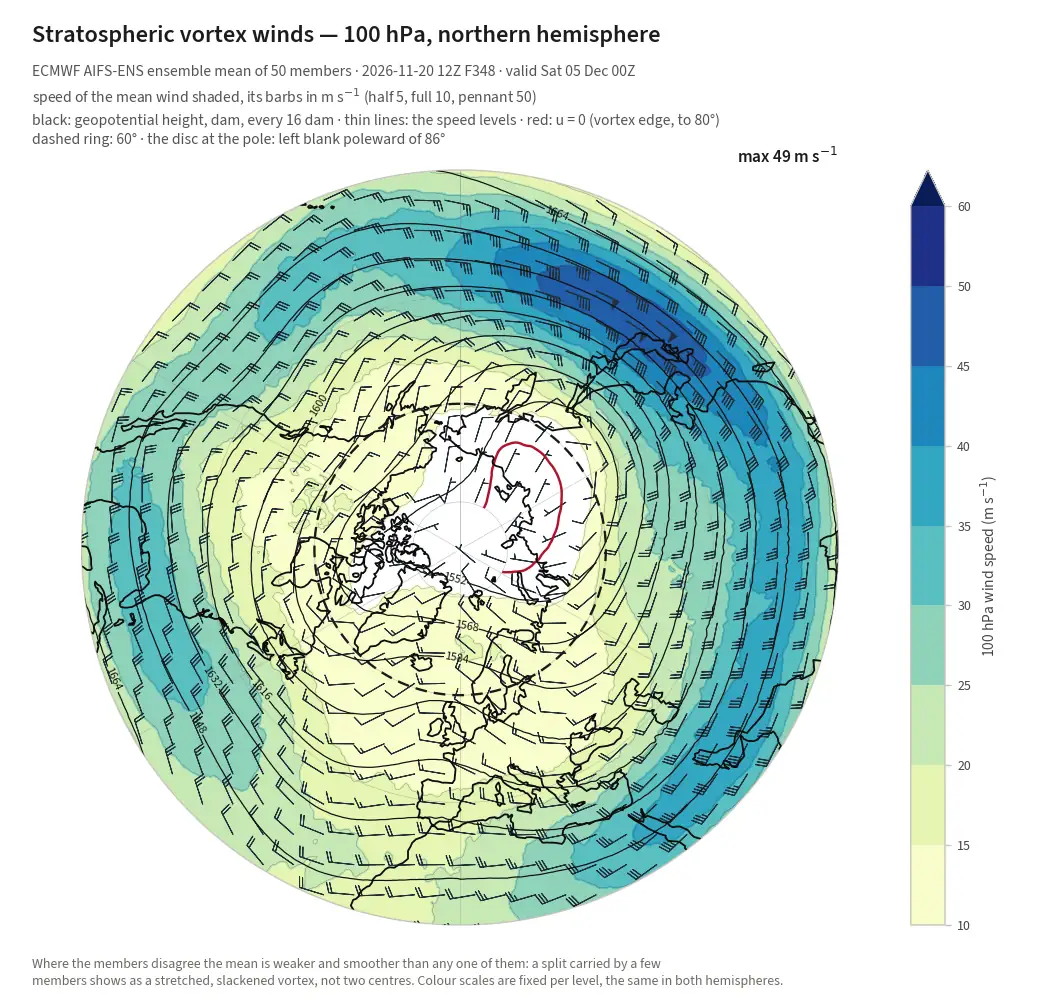 Stratospheric vortex winds — 100 hPa, northern hemisphere
ECMWF AIFS-ENS ensemble mean of 50 members · 2026-11-20 12Z F348 · valid Sat 05 Dec 00Z
speed of the mean wind shaded, its barbs in m s⁻¹ (half 5, full 10, pennant 50)
black: geopotential height, dam, every 16 dam · thin lines: the speed levels · red: u = 0 (vortex edge, to 80°)
dashed ring: 60° · the disc at the pole: left blank poleward of 86°
max 49 m s⁻¹
1664
1600
1552
1568
1584
1616
1632
1648
1664
60
50
45
40
35
30
25
20
15
10
100 hPa wind speed (m s⁻¹)
Where the members disagree the mean is weaker and smoother than any one of them: a split carried by a few
members shows as a stretched, slackened vortex, not two centres. Colour scales are fixed per level, the same in both hemispheres.